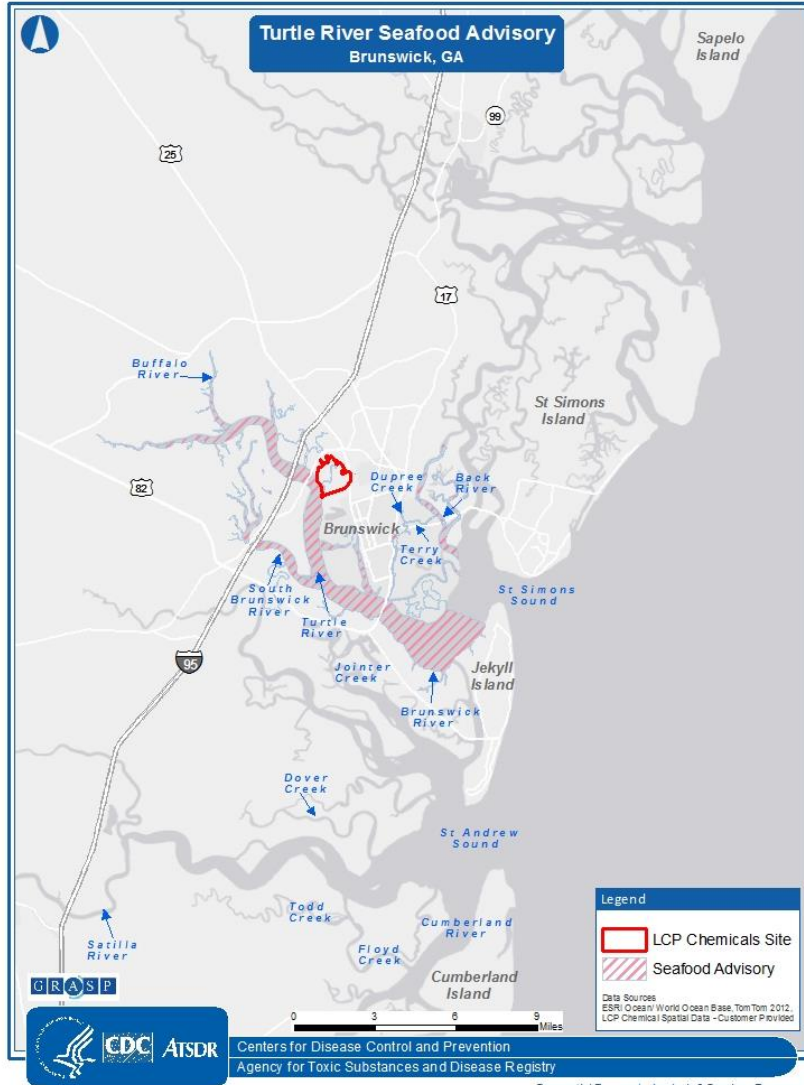 Turtle River Seafood Advisory
Brunswick, GA
Sapelo
Island
99
25
17
Buffalo
River
St Simons
Island
82
Dupree
Creek
Back
River
Brunswick
Terry
Creek
South
Brunswick
River
Turtle
River
St Simons
Sound
Jointer
Creek
Jekyll
Island
95
Brunswick
River
Dover
Creek
St Andrew
Sound
Todd
Creek
Cumberland
River
Satilla
River
Floyd
Creek
Cumberland
Island
Legend
LCP Chemicals Site
Seafood Advisory
Data Sources
ESRI Ocean/ World Ocean Base, TomTom 2012,
LCP Chemical Spatial Data - Customer Provided
GRASP
0 3 6 9
Miles
CDC ATSDR
Centers for Disease Control and Prevention
Agency for Toxic Substances and Disease Registry